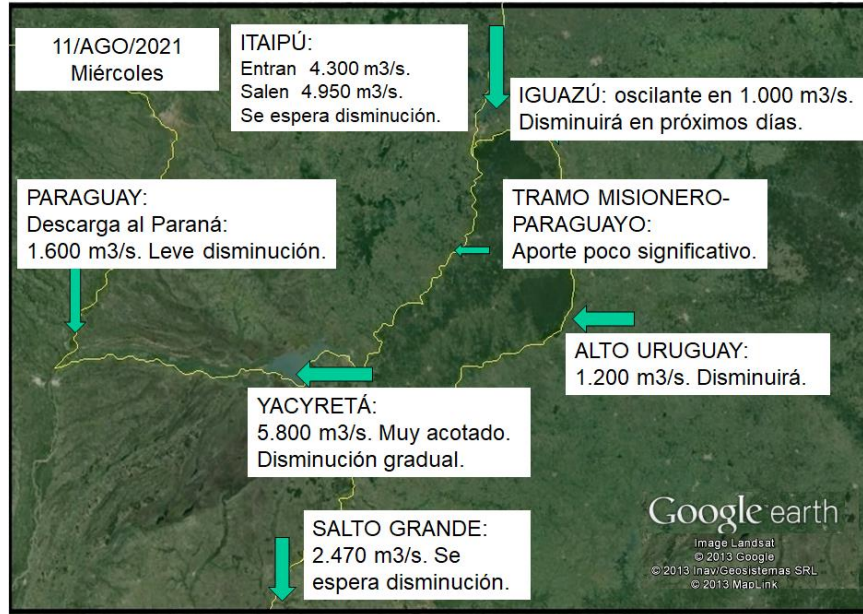 11/AGO/2021
Miércoles
ITAIPÚ:
Entran 4.300 m3/s.
Salen 4.950 m3/s.
Se espera disminución.
IGUAZÚ: oscilante en 1.000 m3/s.
Disminuirá en próximos días.
PARAGUAY:
Descarga al Paraná:
1.600 m3/s. Leve disminución.
TRAMO MISIONERO-
PARAGUAYO:
Aporte poco significativo.
ALTO URUGUAY:
1.200 m3/s. Disminuirá.
YACYRETÁ:
5.800 m3/s. Muy acotado.
Disminución gradual.
SALTO GRANDE:
2.470 m3/s. Se
espera disminución.
Google earth
Image Landsat
© 2013 Google
© 2013 Inav/Geosistemas SRL
© 2013 MapLink